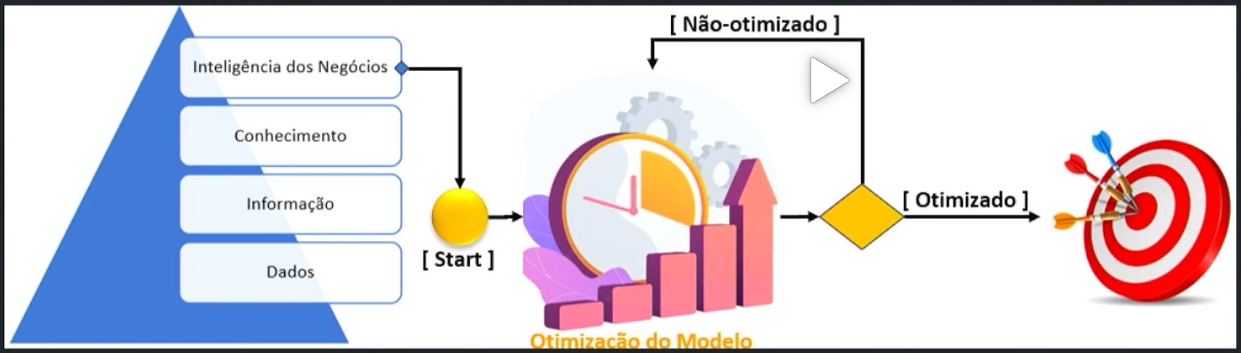 [ Não-otimizado ]
Inteligência dos Negócios
Conhecimento
Informação
Dados
[ Start ]
Otimização do Modelo
[ Otimizado ]